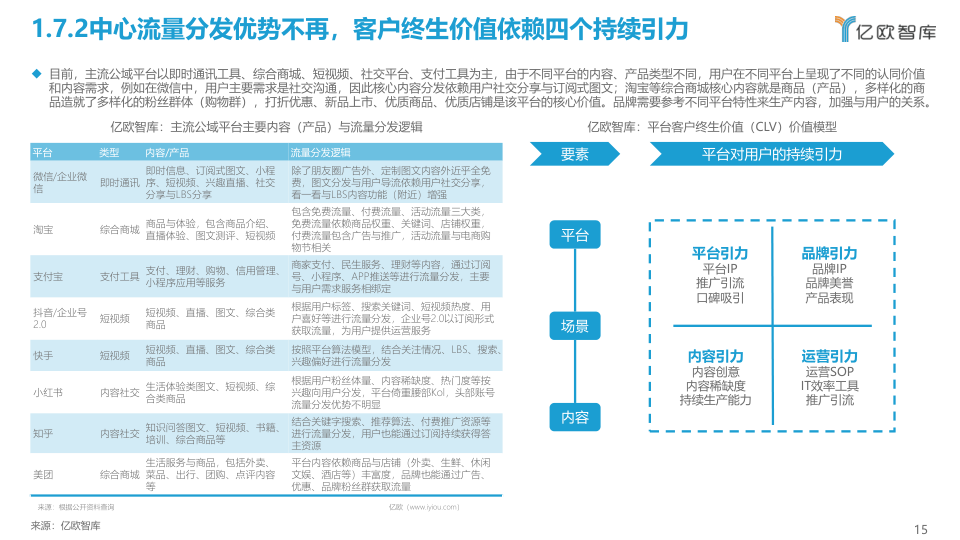 1.7.2中心流量分发优势不再，客户终生价值依赖四个持续引力
亿欧智库
目前，主流公域平台以即时通讯工具、综合商城、短视频、社交平台、支付工具为主，由于不同平台的内容、产品类型不同，用户在不同平台上呈现了不同的认同价值
和内容需求，例如在微信中，用户主要需求是社交沟通，因此核心内容分发依赖用户社交分享与订阅式图文；淘宝等综合商城核心内容就是商品（产品），多样化的商
品造就了多样化的粉丝群体（购物群），打折优惠、新品上市、优质商品、优质店铺是该平台的核心价值。品牌需要参考不同平台特性来生产内容，加强与用户的关系。
亿欧智库：主流公域平台主要内容（产品）与流量分发逻辑
平台 类型 内容/产品 流量分发逻辑
微信/企业微
信
即时通讯
即时信息、订阅式图文、小程
序、短视频、兴趣直播、社交
分享与LBS分享
除了朋友圈广告外、定制图文内容外近乎全免
费，图文分发与用户导流依赖用户社交分享，
看一看与LBS内容功能（附近）增强
淘宝
综合商城
商品与体验，包含商品介绍、
直播体验、图文测评、短视频
包含免费流量、付费流量、活动流量三大类，
免费流量依赖商品权重、关键词、店铺权重，
付费流量包含广告与推广，活动流量与电商购
物节相关
支付宝
支付工具
支付、理财、购物、信用管理、
小程序应用等服务
商家支付、民生服务、理财等内容，通过订阅
号、小程序、APP推送等进行流量分发，主要
与用户需求服务相绑定
抖音/企业号
2.0
短视频
短视频、直播、图文、综合类
商品
根据用户标签、搜索关键词、短视频热度、用
户喜好等进行流量分发，企业号2.0以订阅形式
获取流量，为用户提供运营服务
快手
短视频
短视频、直播、图文、综合类
商品
按照平台算法模型，结合关注情况、LBS、搜索、
兴趣偏好进行流量分发
小红书
内容社交
生活体验类图文、短视频、综
合类商品
根据用户粉丝体量、内容稀缺度、热门度等按
兴趣向用户分发，平台倚重腰部Kol，头部账号
流量分发优势不明显
知乎
内容社交
知识问答图文、短视频、书籍、
培训、综合商品等
结合关键字搜索、推荐算法、付费推广资源等
进行流量分发，用户也能通过订阅持续获得答
主资源
美团
综合商城
生活服务与商品，包括外卖、
菜品、出行、团购、点评内容
等
平台内容依赖商品与店铺（外卖、生鲜、休闲
文娱、酒店等）丰富度，品牌也能通过广告、
优惠、品牌粉丝群获取流量
来源：根据公开资料查询
亿欧（www.iyiou.com）
亿欧智库：平台客户终生价值（CLV）价值模型
要素
平台对用户的持续引力
平台
场景
内容
平台引力
平台IP
推广引流
口碑吸引
品牌引力
品牌IP
品牌美誉
产品表现
内容引力
内容创意
内容稀缺度
持续生产能力
运营引力
运营SOP
IT效率工具
推广引流
来源：亿欧智库
15